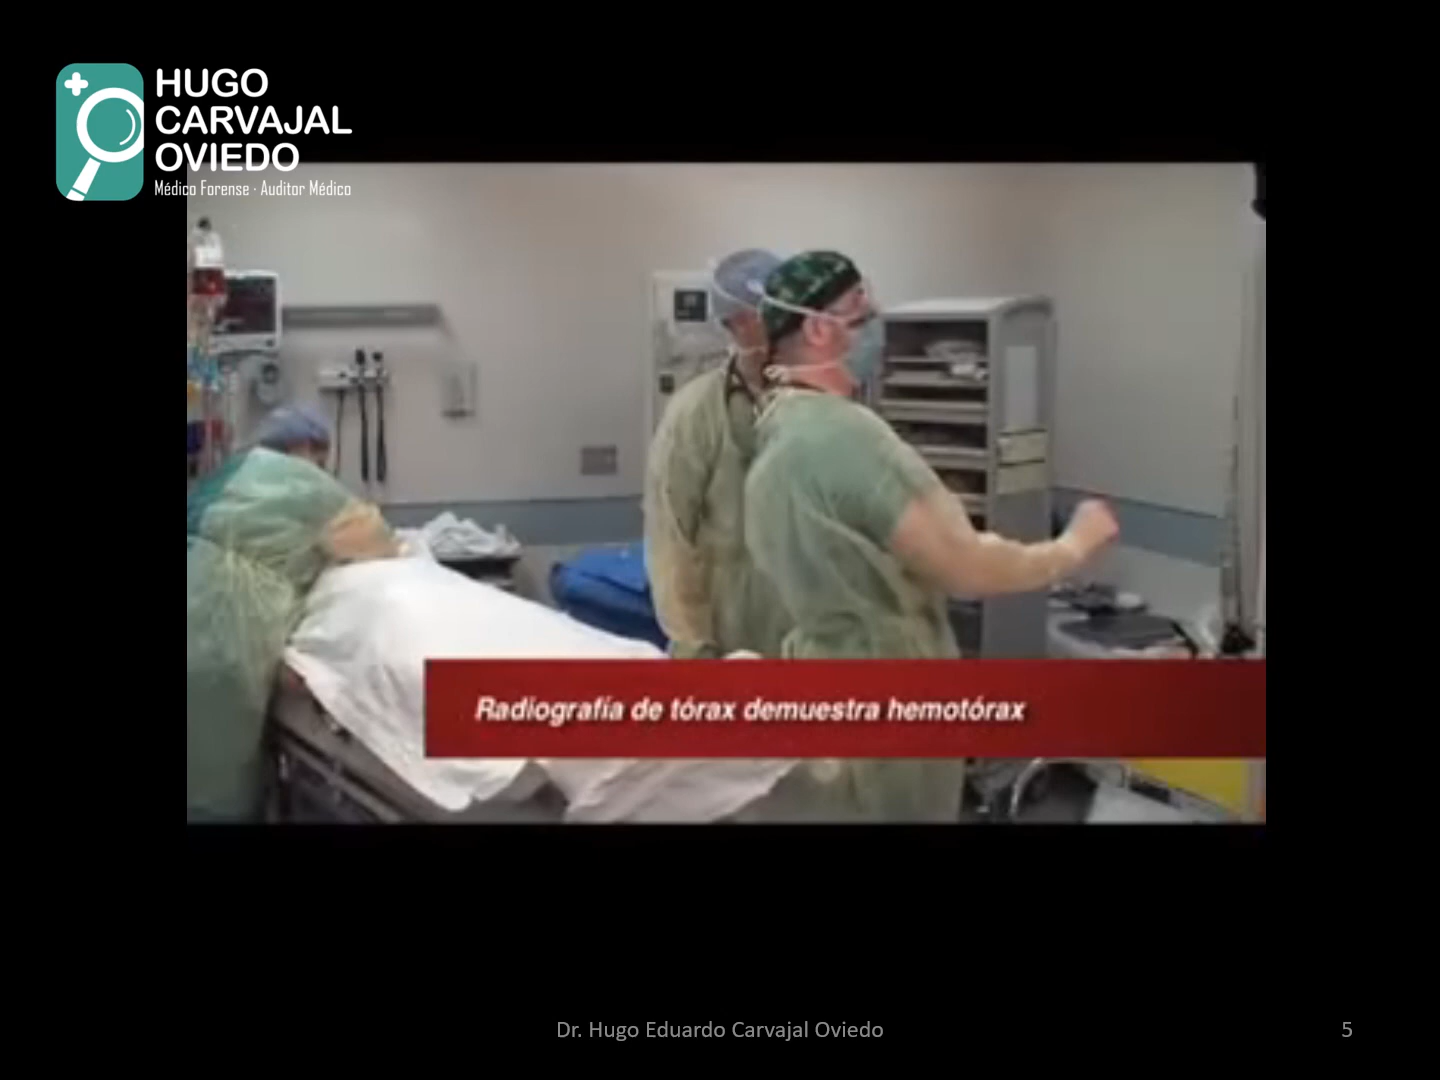 HUGO
CARVAJAL
OVIEDO
Médico Forense · Auditor Médico
Radiografía de tórax demuestra hemotórax
Dr. Hugo Eduardo Carvajal Oviedo
5